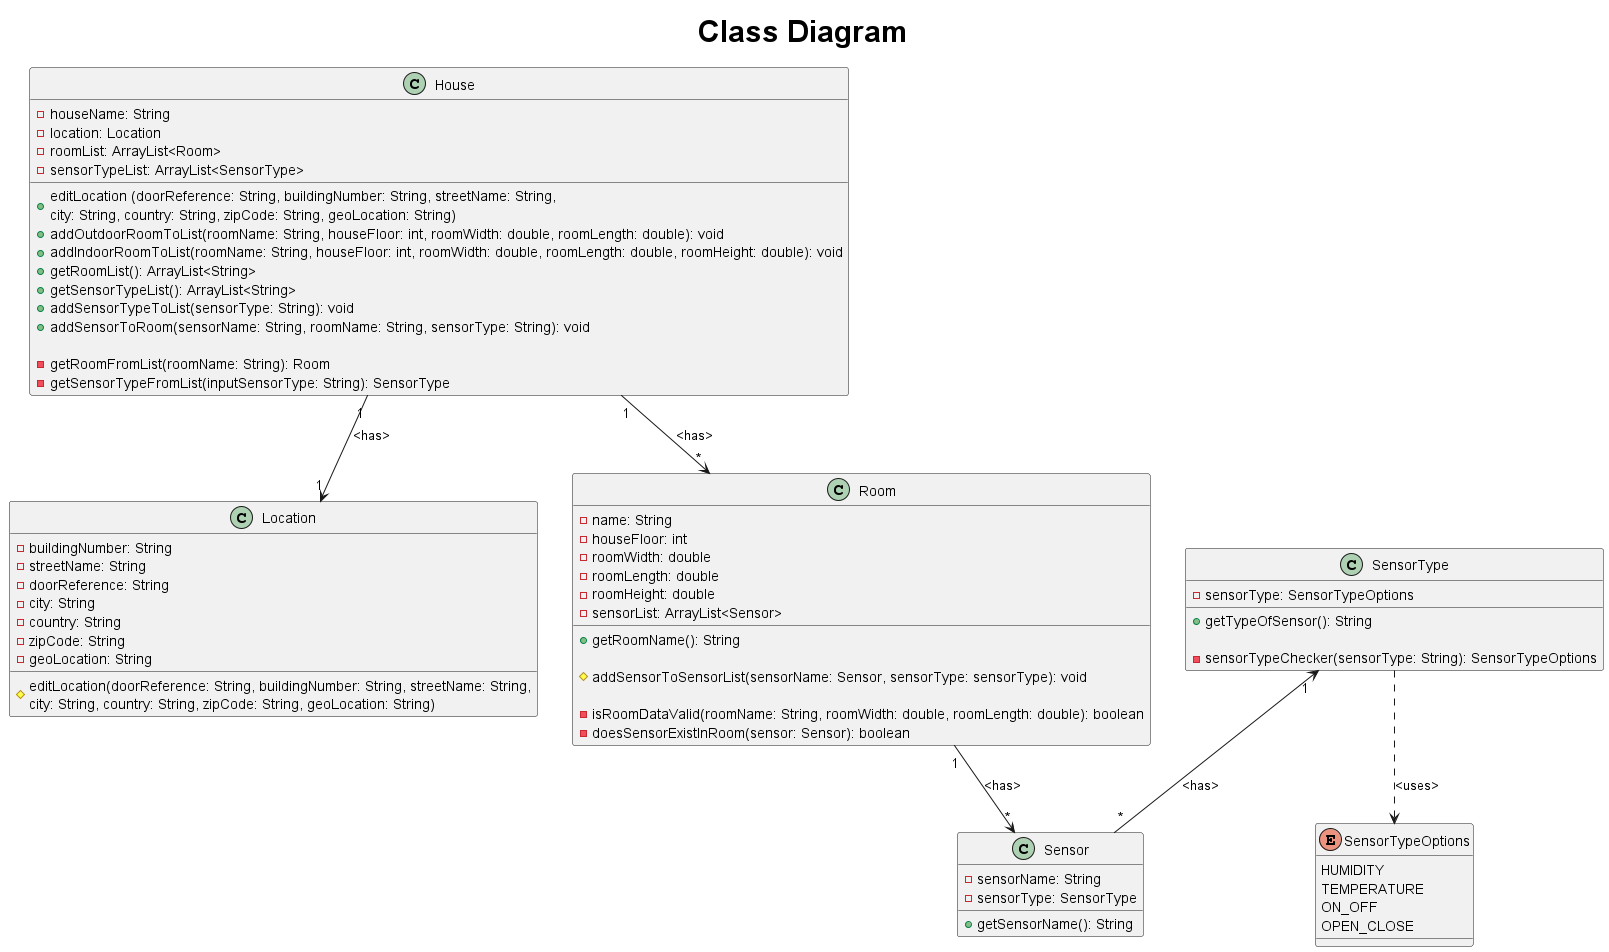 Class Diagram
C House
houseName: String
location: Location
roomList: ArrayList<Room>
sensorTypeList: ArrayList<SensorType>
editLocation (doorReference: String, buildingNumber: String, streetName: String,
city: String, country: String, zipCode: String, geoLocation: String)
addOutdoorRoomToList(roomName: String, houseFloor: int, roomWidth: double, roomLength: double): void
addIndoorRoomToList(roomName: String, houseFloor: int, roomWidth: double, roomLength: double, roomHeight: double): void
getRoomList(): ArrayList<String>
getSensorTypeList(): ArrayList<String>
addSensorTypeToList(sensorType: String): void
addSensorToRoom(sensorName: String, roomName: String, sensorType: String): void
getRoomFromList(roomName: String): Room
getSensorTypeFromList(inputSensorType: String): SensorType
1
<has>
1
1
<has>
*
C Location
buildingNumber: String
streetName: String
doorReference: String
city: String
country: String
zipCode: String
geoLocation: String
editLocation(doorReference: String, buildingNumber: String, streetName: String,
city: String, country: String, zipCode: String, geoLocation: String)
C Room
name: String
houseFloor: int
roomWidth: double
roomLength: double
roomHeight: double
sensorList: ArrayList<Sensor>
getRoomName(): String
addSensorToSensorList(sensorName: Sensor, sensorType: sensorType): void
isRoomDataValid(roomName: String, roomWidth: double, roomLength: double): boolean
doesSensorExistInRoom(sensor: Sensor): boolean
C SensorType
sensorType: SensorTypeOptions
getTypeOfSensor(): String
sensorTypeChecker(sensorType: String): SensorTypeOptions
1
<has>
*
1
<has>
*
<uses>
C Sensor
sensorName: String
sensorType: SensorType
getSensorName(): String
E SensorTypeOptions
HUMIDITY
TEMPERATURE
ON_OFF
OPEN_CLOSE